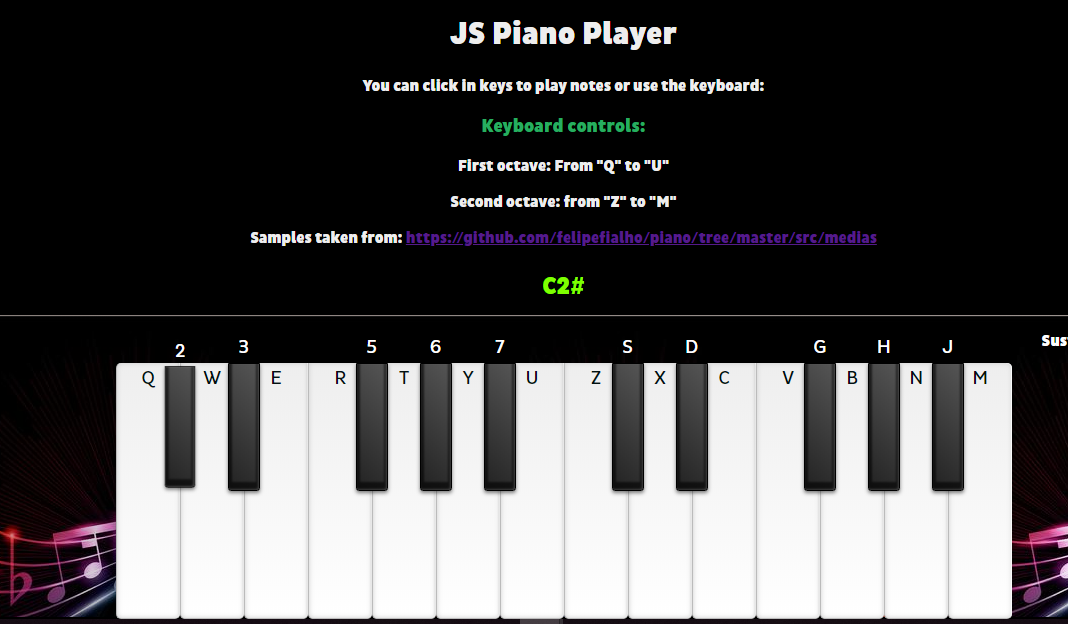 JS Piano Player
You can click in keys to play notes or use the keyboard:
Keyboard controls:
First octave: From "Q" to "U"
Second octave: from "Z" to "M"
Samples taken from: https://github.com/felipefialho/piano/tree/master/src/medias
C2#
Sus
2 3 5 6 7 S D G H J
Q W E R T Y U Z X C V B N M